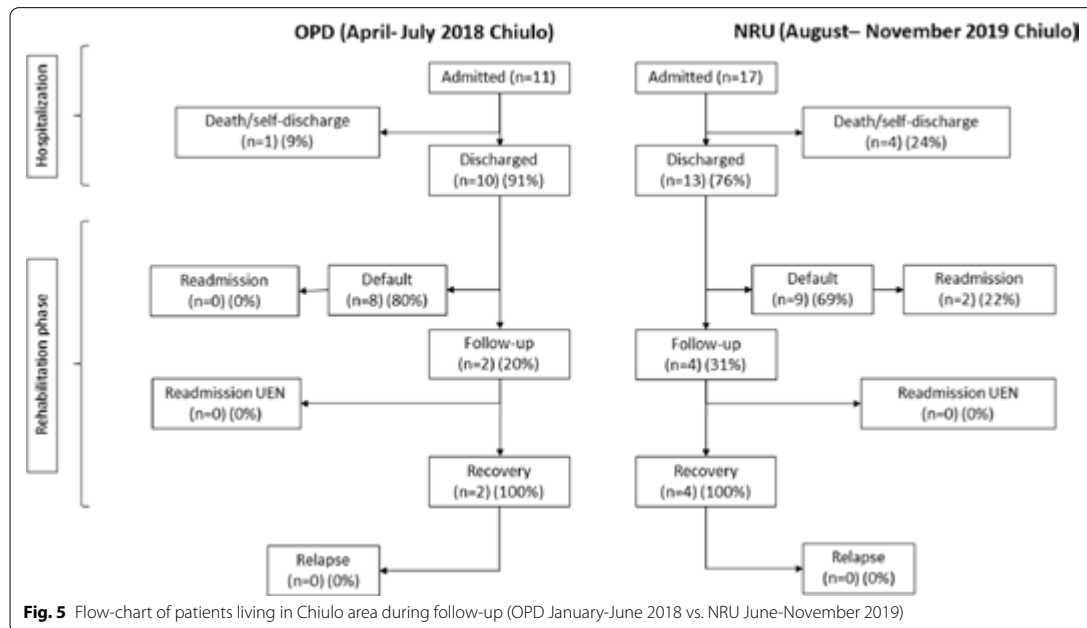 OPD (April- July 2018 Chiulo)
NRU (August– November 2019 Chiulo)
Hospitalization
Admitted (n=11)
Death/self-discharge
(n=1) (9%)
Discharged
(n=10) (91%)
Admitted (n=17)
Death/self-discharge
(n=4) (24%)
Discharged
(n=13) (76%)
Rehabilitation phase
Readmission
(n=0) (0%)
Default
(n=8) (80%)
Follow-up
(n=2) (20%)
Readmission UEN
(n=0) (0%)
Recovery
(n=2) (100%)
Relapse
(n=0) (0%)
Default
(n=9) (69%)
Readmission
(n=2) (22%)
Follow-up
(n=4) (31%)
Readmission UEN
(n=0) (0%)
Recovery
(n=4) (100%)
Relapse
(n=0) (0%)
Fig. 5 Flow-chart of patients living in Chiulo area during follow-up (OPD January-June 2018 vs. NRU June-November 2019)